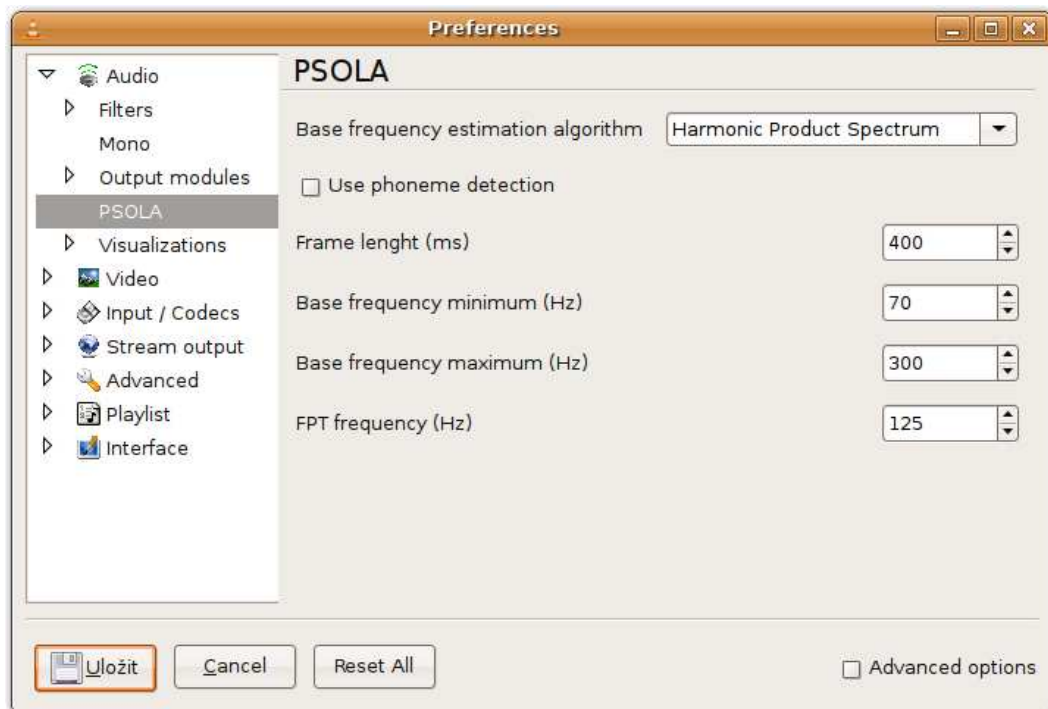 Preferences
Audio
Filters
Mono
Output modules
PSOLA
Visualizations
Video
Input / Codecs
Stream output
Advanced
Playlist
Interface
PSOLA
Base frequency estimation algorithm Harmonic Product Spectrum
Use phoneme detection
Frame lenght (ms) 400
Base frequency minimum (Hz) 70
Base frequency maximum (Hz) 300
FPT frequency (Hz) 125
Uložit Cancel Reset All Advanced options